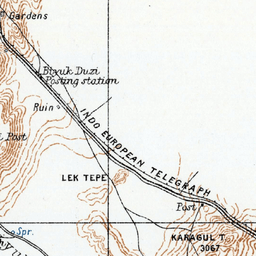 Gardens
Biyuk Duzi
Posting station
Ruin
INDO EUROPEAN TELEGRAPH
Post
LEK TEPE
Post
Spr.
KARAGUL T.
3067